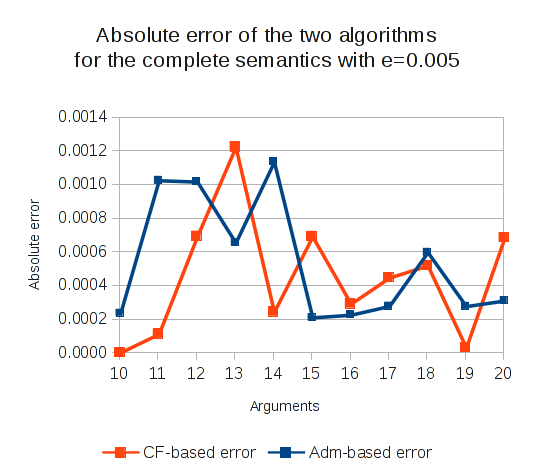 Absolute error of the two algorithms
for the complete semantics with e=0.005
0.0014
0.0012
0.0010
0.0008
0.0006
0.0004
0.0002
0.0000
Absolute error
10 11 12 13 14 15 16 17 18 19 20
Arguments
CF-based error Adm-based error